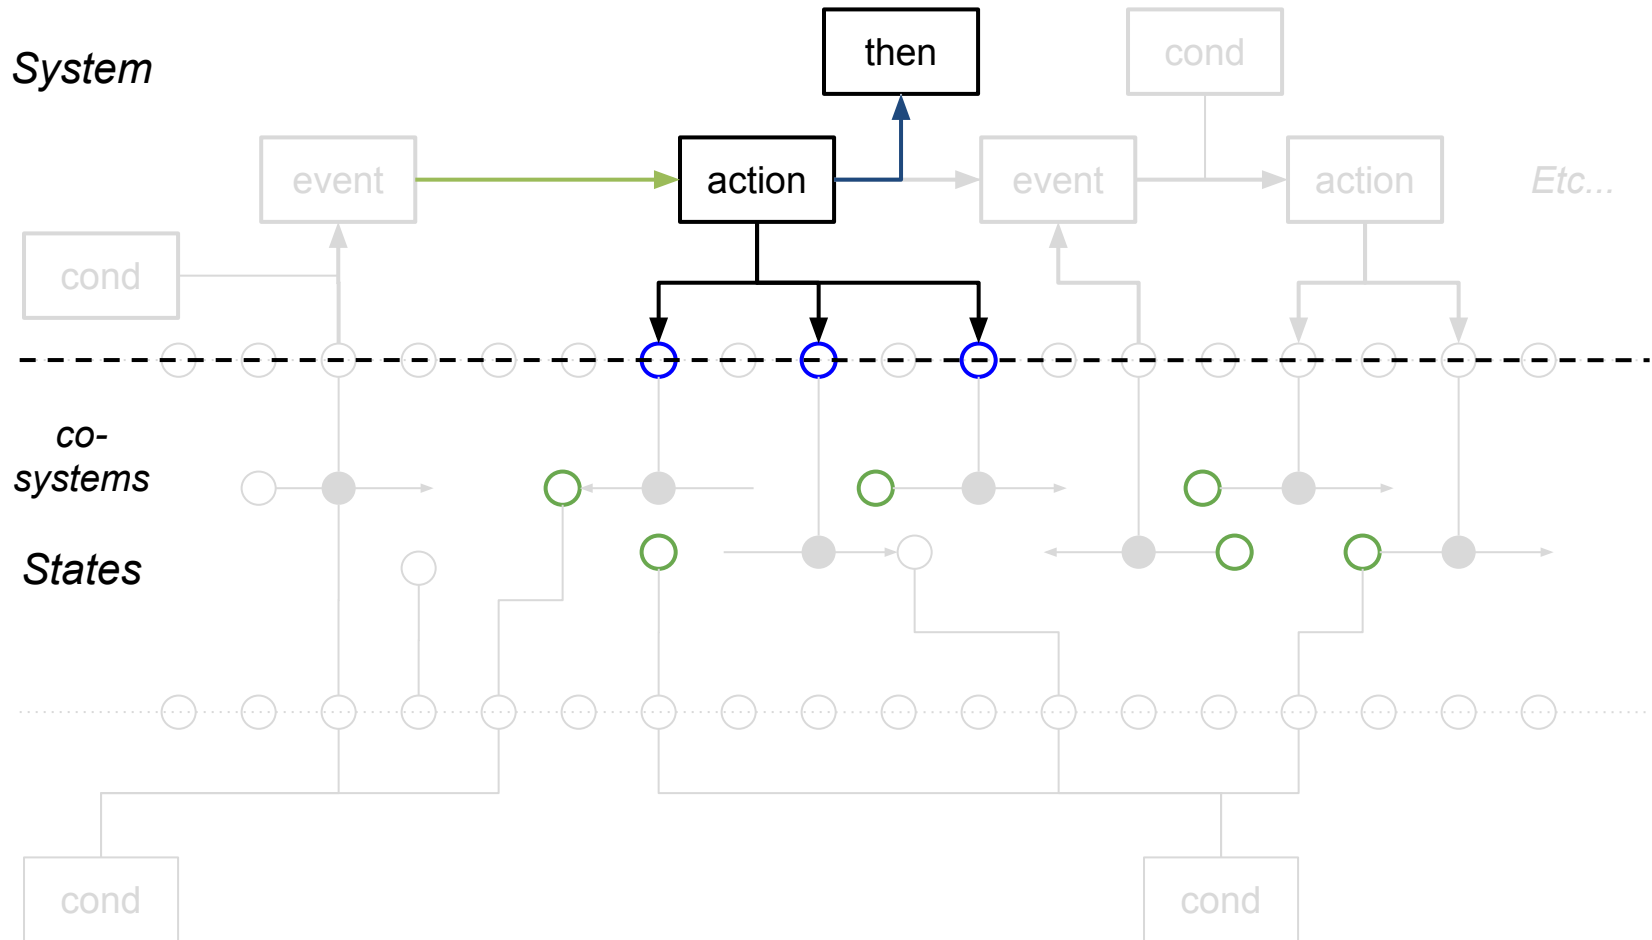 then
cond
System
event
action
event
action
Etc...
cond
co-
systems
States
cond
cond